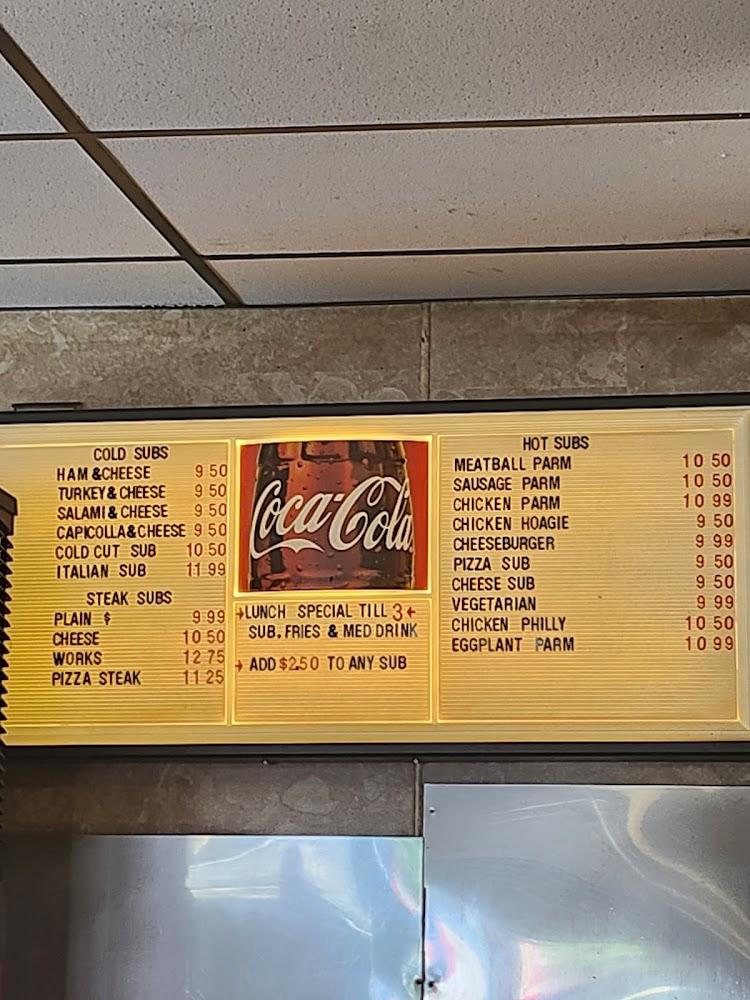 COLD SUBS
HAM & CHEESE 9 50
TURKEY & CHEESE 9 50
SALAMI & CHEESE 9 50
CAPICOLLA & CHEESE 9 50
COLD CUT SUB 10 50
ITALIAN SUB 11 99
STEAK SUBS
PLAIN $ 9 99
CHEESE 10 50
WORKS 12 75
PIZZA STEAK 11 25
Coca-Cola
→LUNCH SPECIAL TILL 3←
SUB, FRIES & MED DRINK
→ ADD $2.50 TO ANY SUB
HOT SUBS
MEATBALL PARM 10 50
SAUSAGE PARM 10 50
CHICKEN PARM 10 99
CHICKEN HOAGIE 9 50
CHEESEBURGER 9 99
PIZZA SUB 9 50
CHEESE SUB 9 50
VEGETARIAN 9 99
CHICKEN PHILLY 10 50
EGGPLANT PARM 10 99